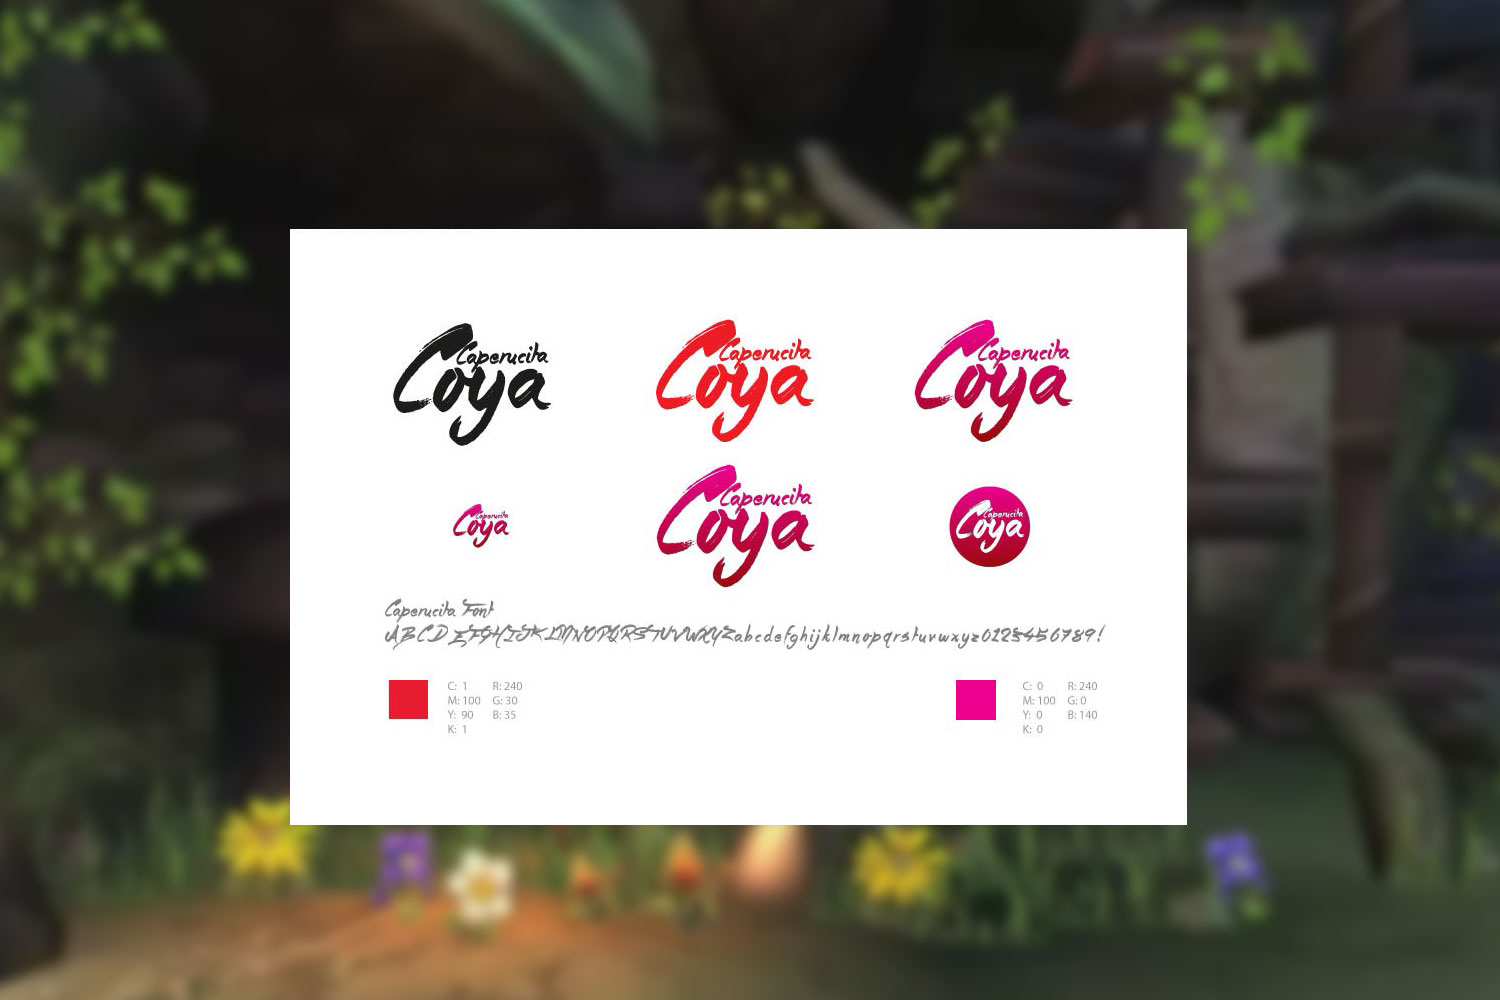 Caperucita
Coya
Caperucita
Coya
Caperucita
Coya
Caperucita
Coya
Caperucita
Coya
Caperucita
Coya
Caperucita Font
ABCDEFGHIJKLMNOPQRSTUVWXYZabcdefghijklmnopqrstuvwxyz0123456789!
C: 1 R: 240
M: 100 G: 30
Y: 90 B: 35
K: 1
C: 0 R: 240
M: 100 G: 0
Y: 0 B: 140
K: 0